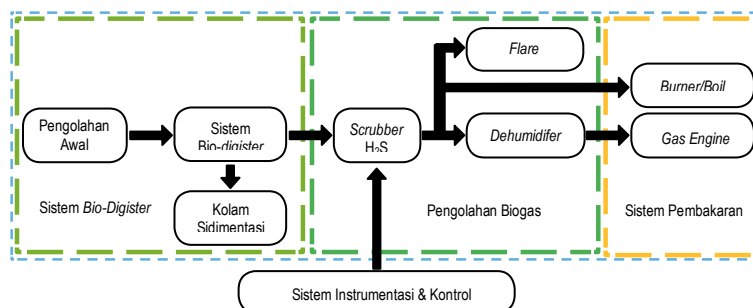 Flare
Burner/Boil
Pengolahan
Awal
Sistem
Bio-digister
Scrubber
H2S
Dehumidifer
Gas Engine
Kolam
Sidimentasi
Sistem Bio-Digister
Pengolahan Biogas
Sistem Pembakaran
Sistem Instrumentasi & Kontrol